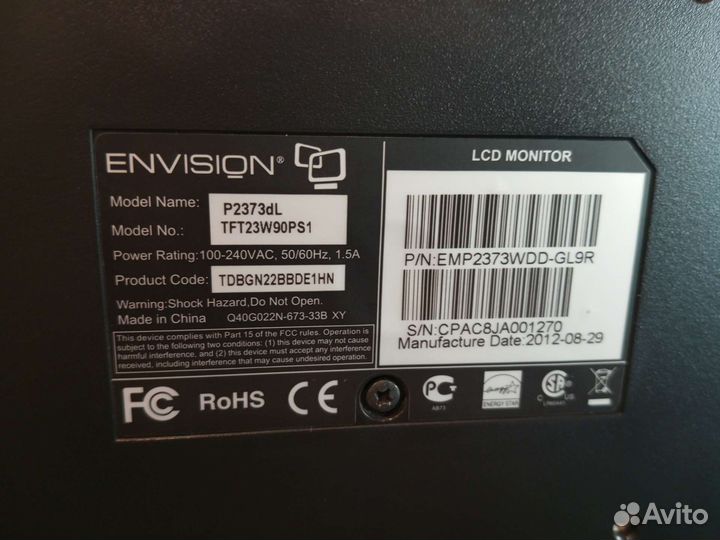 ENVISION®
Model Name: P2373dL
Model No.: TFT23W90PS1
Power Rating:100-240VAC, 50/60Hz, 1.5A
Product Code: TDBGN22BBDE1HN
Warning:Shock Hazard,Do Not Open.
Made in China Q40G022N-673-33B XY
This device complies with Part 15 of the FCC rules. Operation is
subject to the following two conditions: (1) this device may not cause
harmful interference, and (2) this device must accept any interference
received, including interference that may cause undesired operation.
LCD MONITOR
P/N:EMP2373WDD-GL9R
S/N:CPAC8JA001270
Manufacture Date:2012-08-29
FC RoHS CE
АВ73
ENERGY STAR
C US
Avito